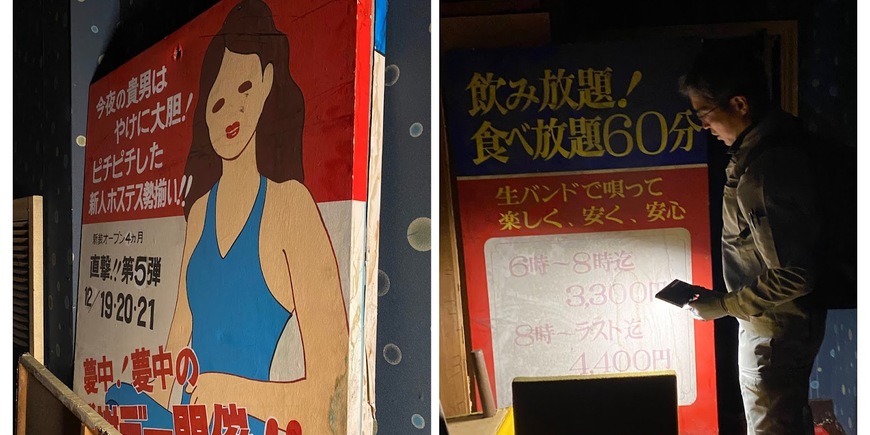 今夜の貴男は
やけに大胆!
ピチピチした
新人ホステス勢揃い!!
新装オープン4ヵ月
直撃!!第5弾
12/19・20・21
夢中!夢中の
デー開催!!
飲み放題!
食べ放題60分
生バンドで唄って
楽しく、安く、安心
6時〜8時迄
3,300円
8時〜ラスト迄
4,400円